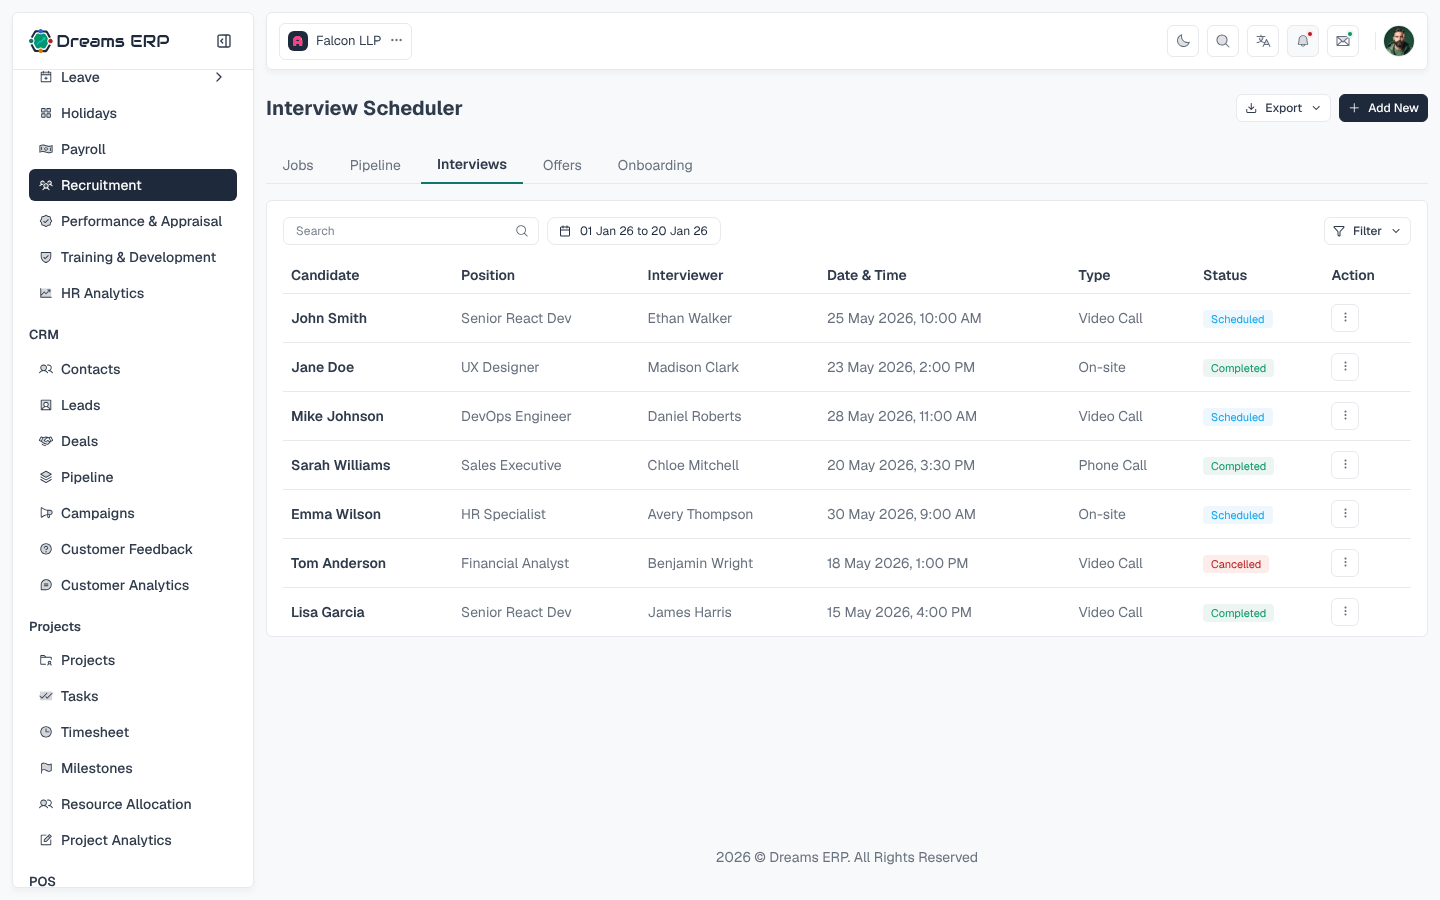 Dreams ERP
Leave
Holidays
Payroll
Recruitment
Performance & Appraisal
Training & Development
HR Analytics
CRM
Contacts
Leads
Deals
Pipeline
Campaigns
Customer Feedback
Customer Analytics
Projects
Projects
Tasks
Timesheet
Milestones
Resource Allocation
Project Analytics
POS
Falcon LLP
Interview Scheduler
Export
Add New
Jobs Pipeline Interviews Offers Onboarding
Search
01 Jan 26 to 20 Jan 26
Filter
Candidate Position Interviewer Date & Time Type Status Action
John Smith Senior React Dev Ethan Walker 25 May 2026, 10:00 AM Video Call Scheduled
Jane Doe UX Designer Madison Clark 23 May 2026, 2:00 PM On-site Completed
Mike Johnson DevOps Engineer Daniel Roberts 28 May 2026, 11:00 AM Video Call Scheduled
Sarah Williams Sales Executive Chloe Mitchell 20 May 2026, 3:30 PM Phone Call Completed
Emma Wilson HR Specialist Avery Thompson 30 May 2026, 9:00 AM On-site Scheduled
Tom Anderson Financial Analyst Benjamin Wright 18 May 2026, 1:00 PM Video Call Cancelled
Lisa Garcia Senior React Dev James Harris 15 May 2026, 4:00 PM Video Call Completed
2026 © Dreams ERP. All Rights Reserved